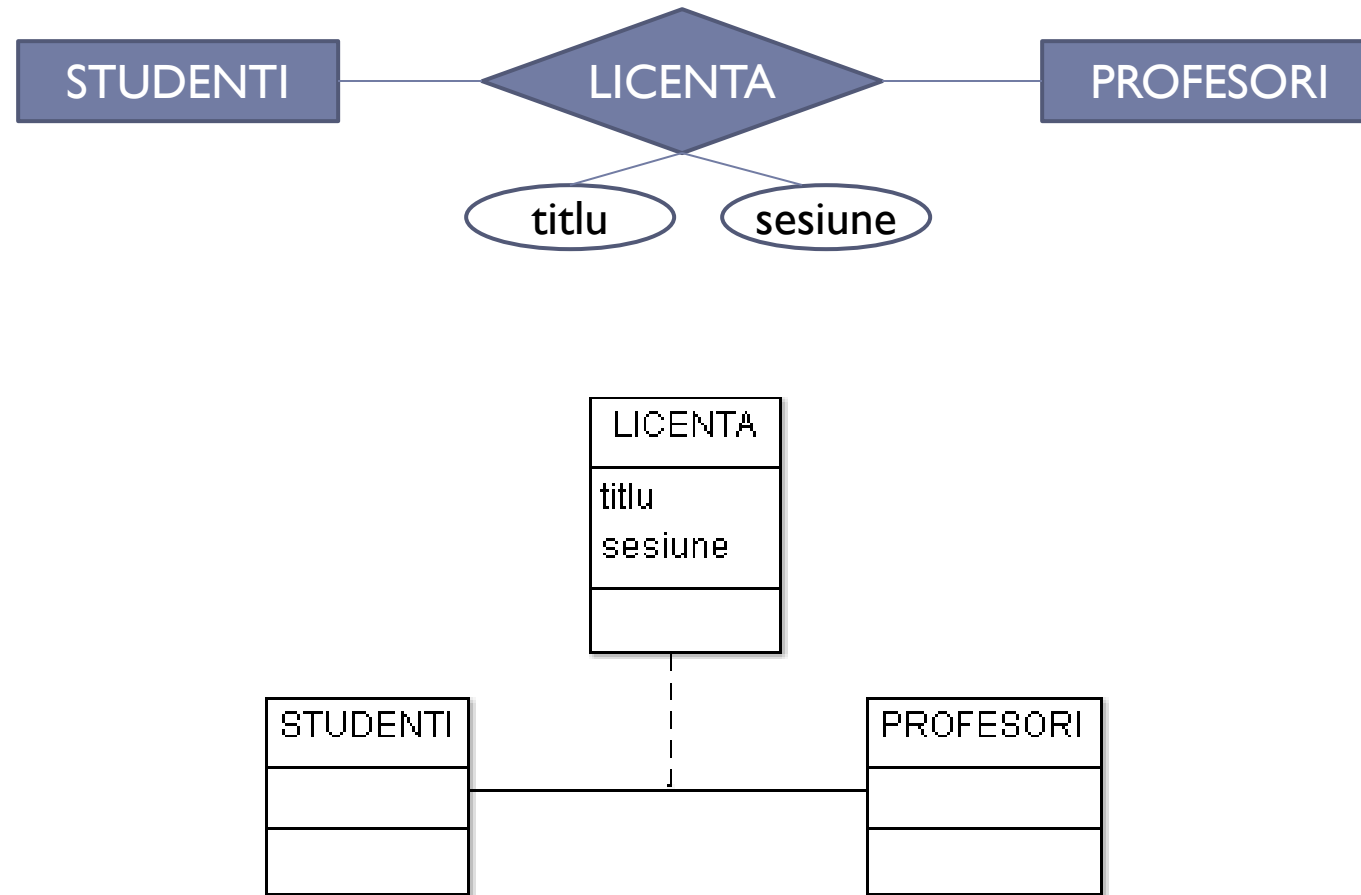 STUDENTI
LICENTA
PROFESORI
titlu
sesiune
LICENTA
titlu
sesiune
STUDENTI
PROFESORI